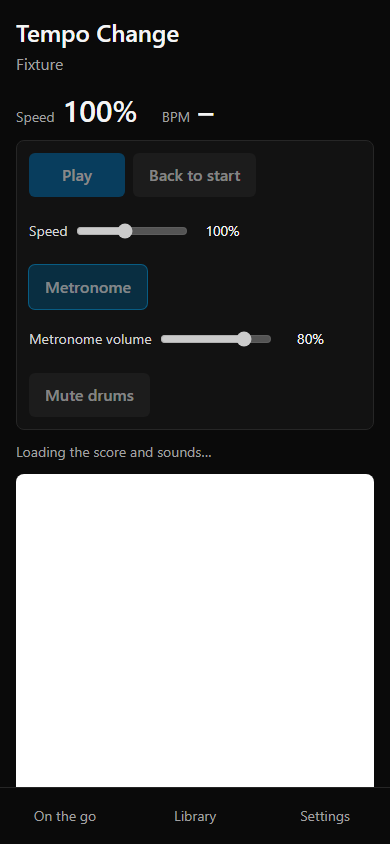 Tempo Change
Fixture
Speed 100% BPM –
Play Back to start
Speed 100%
Metronome
Metronome volume 80%
Mute drums
Loading the score and sounds...
On the go Library Settings